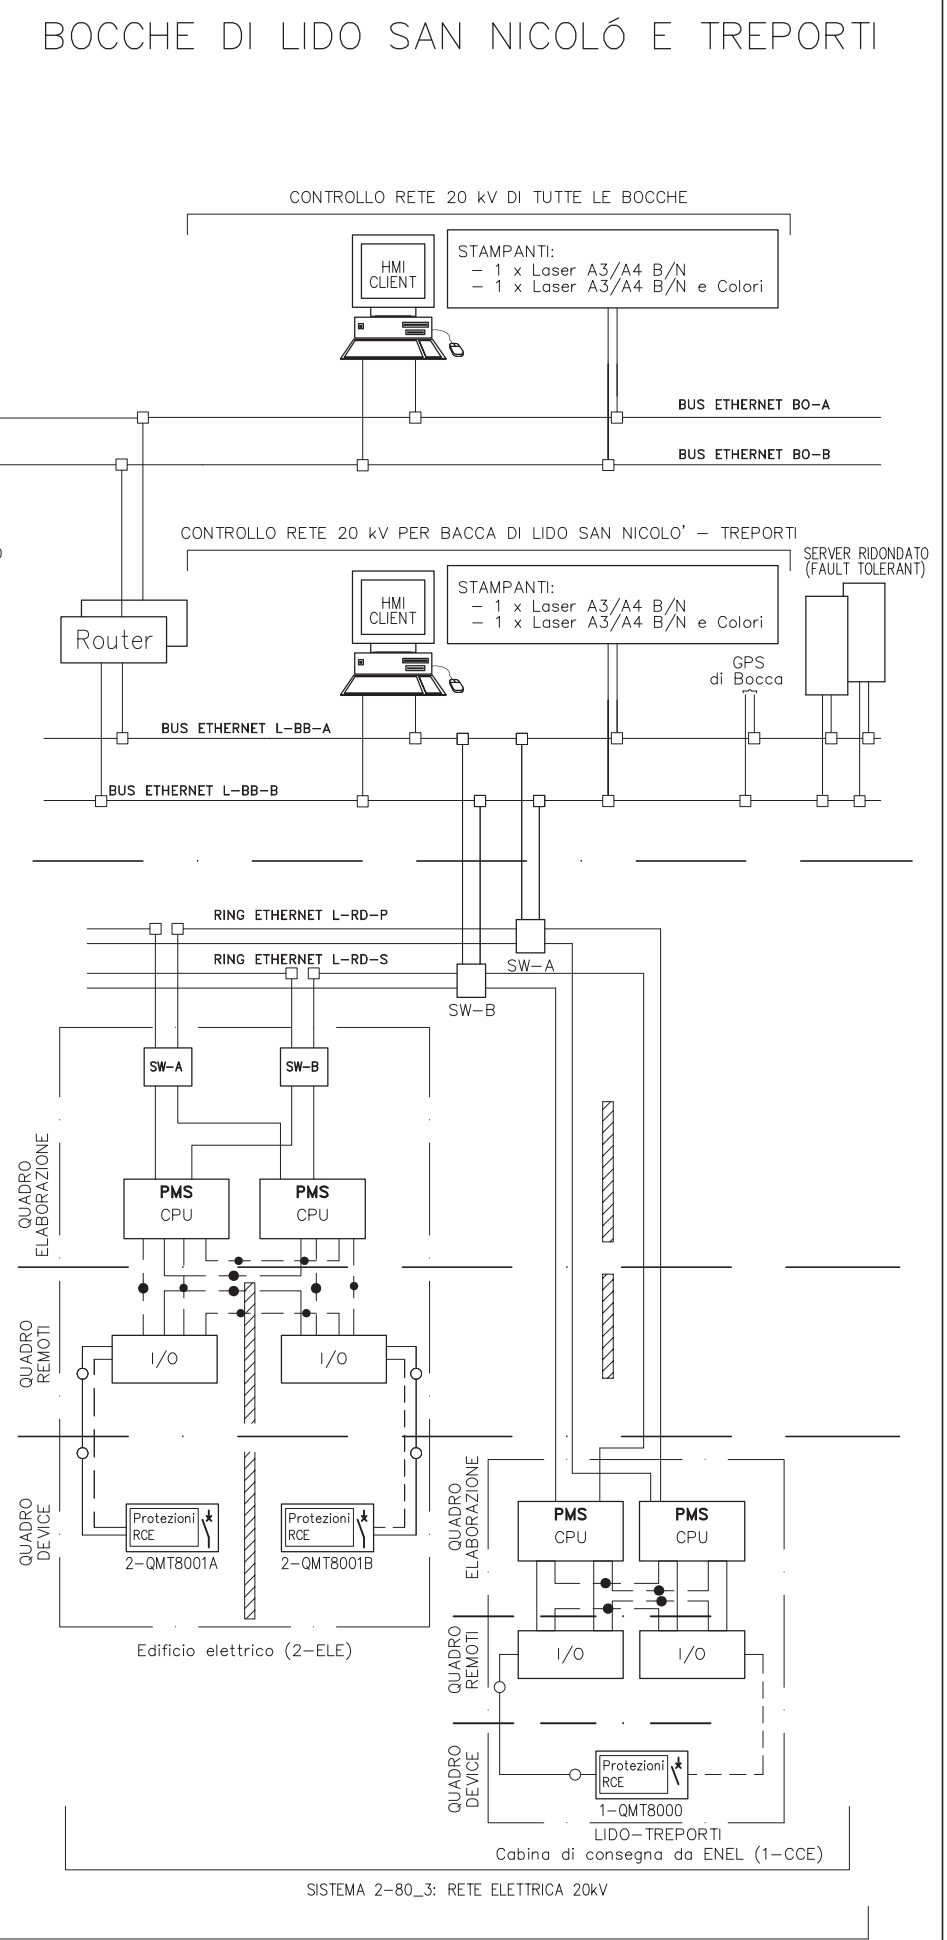 BOCCHE DI LIDO SAN NICOLÓ E TREPORTI
CONTROLLO RETE 20 kV DI TUTTE LE BOCCHE
HMI
CLIENT
STAMPANTI:
– 1 x Laser A3/A4 B/N
– 1 x Laser A3/A4 B/N e Colori
BUS ETHERNET BO-A
BUS ETHERNET BO-B
CONTROLLO RETE 20 kV PER BACCA DI LIDO SAN NICOLO' – TREPORTI
SERVER RIDONDATO
(FAULT TOLERANT)
HMI
CLIENT
STAMPANTI:
– 1 x Laser A3/A4 B/N
– 1 x Laser A3/A4 B/N e Colori
Router
GPS
di Bocca
BUS ETHERNET L-BB-A
BUS ETHERNET L-BB-B
RING ETHERNET L-RD-P
RING ETHERNET L-RD-S
SW-A
SW-B
SW-A
SW-B
QUADRO
ELABORAZIONE
PMS
CPU
PMS
CPU
QUADRO
REMOTI
I/O
I/O
QUADRO
DEVICE
Protezioni
RCE
2-QMT8001A
Protezioni
RCE
2-QMT8001B
Edificio elettrico (2-ELE)
QUADRO
ELABORAZIONE
PMS
CPU
PMS
CPU
QUADRO
REMOTI
I/O
I/O
QUADRO
DEVICE
Protezioni
RCE
1-QMT8000
LIDO-TREPORTI
Cabina di consegna da ENEL (1-CCE)
SISTEMA 2-80_3: RETE ELETTRICA 20kV